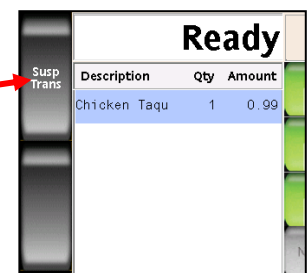 Ready
Susp
Trans
Description Qty Amount
Chicken Taqu 1 0.99
N